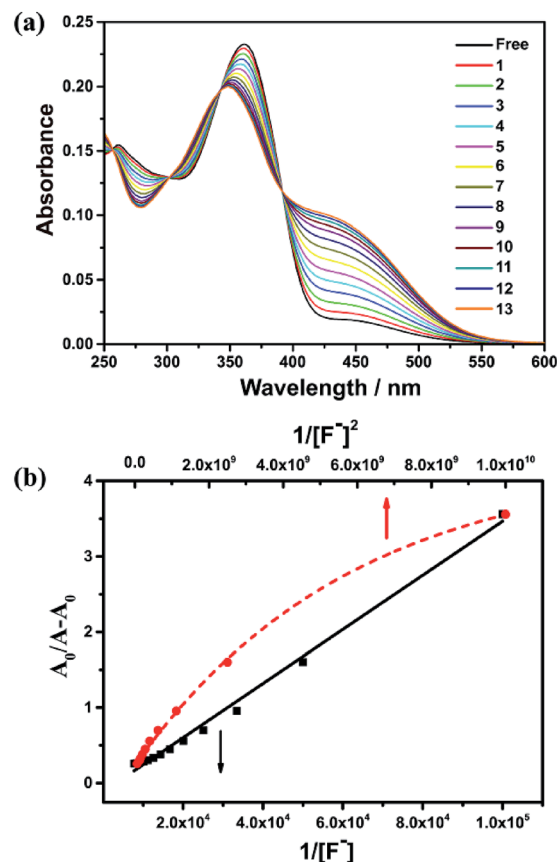 (a)
0.25
0.20
0.15
0.10
0.05
0.00
Absorbance
Free
1
2
3
4
5
6
7
8
9
10
11
12
13
250 300 350 400 450 500 550 600
Wavelength / nm
(b)
1/[F⁻]²
0.0 2.0x10⁹ 4.0x10⁹ 6.0x10⁹ 8.0x10⁹ 1.0x10¹⁰
4
3
2
1
0
A₀/A-A₀
2.0x10⁴ 4.0x10⁴ 6.0x10⁴ 8.0x10⁴ 1.0x10⁵
1/[F⁻]